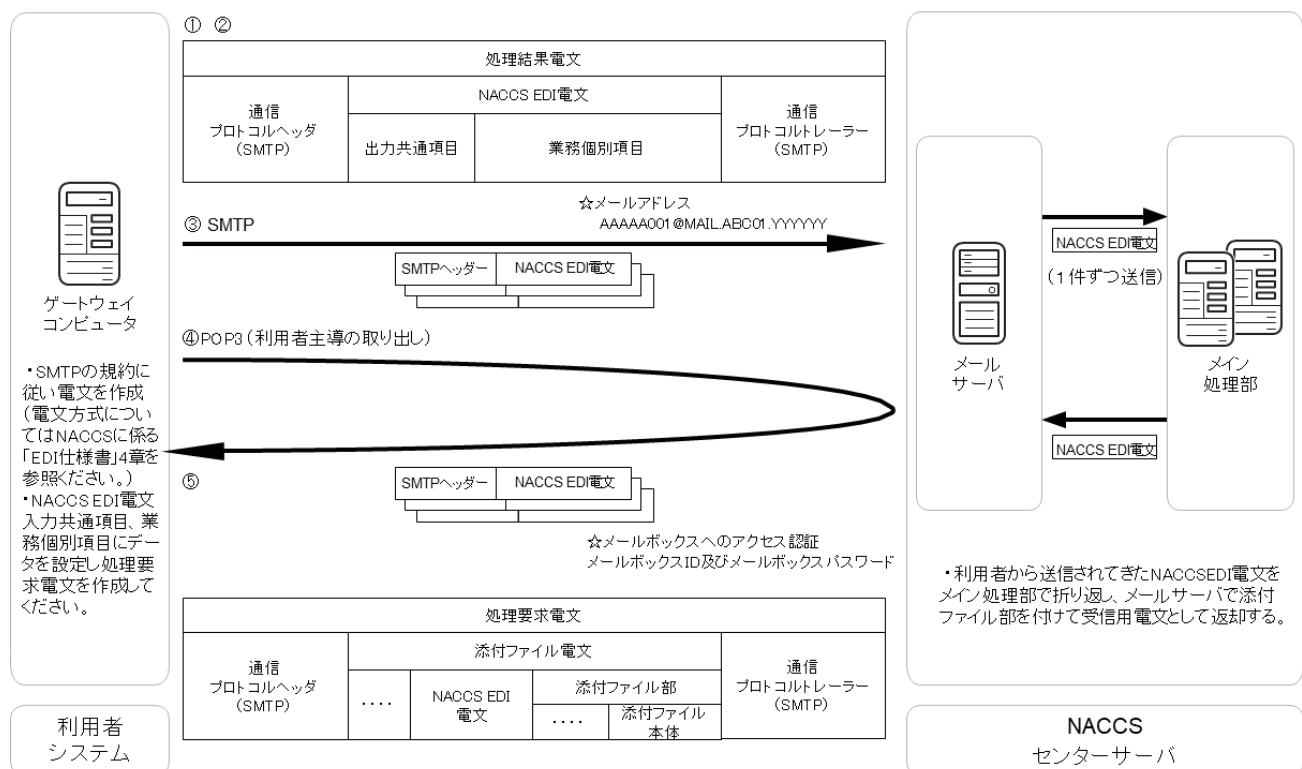 ① ②
処理結果電文
通信
プロトコルヘッダ
(SMTP)
NACCS EDI電文
出力共通項目
業務個別項目
通信
プロトコルトレーラー
(SMTP)
☆メールアドレス
AAAAA001@MAIL.ABC01.YYYYYY
③ SMTP
SMTPヘッダー
NACCS EDI電文
④POP3(利用者主導の取り出し)
⑤
SMTPヘッダー
NACCS EDI電文
☆メールボックスへのアクセス認証
メールボックスID及びメールボックスパスワード
処理要求電文
通信
プロトコルヘッダ
(SMTP)
添付ファイル電文
‥‥
NACCS EDI
電文
添付ファイル部
‥‥
添付ファイル
本体
通信
プロトコルトレーラー
(SMTP)
ゲートウェイ
コンピュータ
・SMTPの規約に
従い電文を作成
(電文方式につい
てはNACCSに係る
「EDI仕様書」4章を
参照ください。)
・NACCS EDI電文
入力共通項目、業
務個別項目にデー
タを設定し処理要
求電文を作成して
ください。
利用者
システム
NACCS EDI電文
(1件ずつ送信)
メール
サーバ
メイン
処理部
NACCS EDI電文
・利用者から送信されてきたNACCSEDI電文を
メイン処理部で折り返し、メールサーバで添付
ファイル部を付けて受信用電文として返却する。
NACCS
センターサーバ